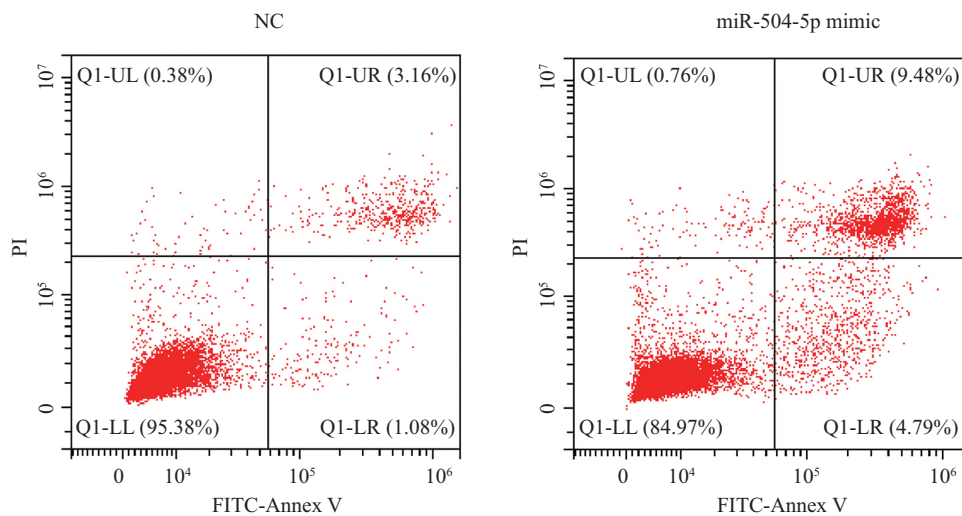 NC
miR-504-5p mimic
Q1-UL (0.38%)
Q1-UR (3.16%)
Q1-LL (95.38%)
Q1-LR (1.08%)
PI
10⁷
10⁶
10⁵
0
0
10⁴
10⁵
10⁶
FITC-Annex V
Q1-UL (0.76%)
Q1-UR (9.48%)
Q1-LL (84.97%)
Q1-LR (4.79%)
PI
10⁷
10⁶
10⁵
0
0
10⁴
10⁵
10⁶
FITC-Annex V